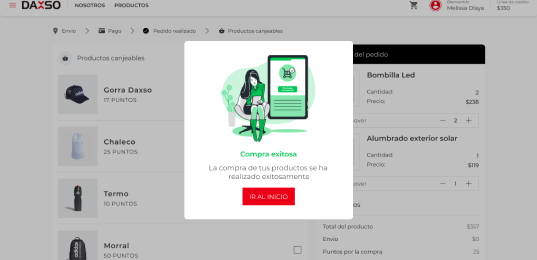 DAXSO
NOSOTROS PRODUCTOS
Bienvenido
Melissa Olaya
Línea de crédito
$350
Envío
Pago
Pedido realizado
Productos canjeables
Productos canjeables
Gorra Daxso
17 PUNTOS
Chaleco
25 PUNTOS
Termo
10 PUNTOS
Morral
50 PUNTOS
Compra exitosa
La compra de tus productos se ha
realizado exitosamente
IR AL INICIO
del pedido
Bombilla Led
Cantidad: 2
Precio: $238
over
2
Alumbrado exterior solar
Cantidad: 1
Precio: $119
over
1
os
Total del producto $357
Envío $0
Puntos por la compra 25